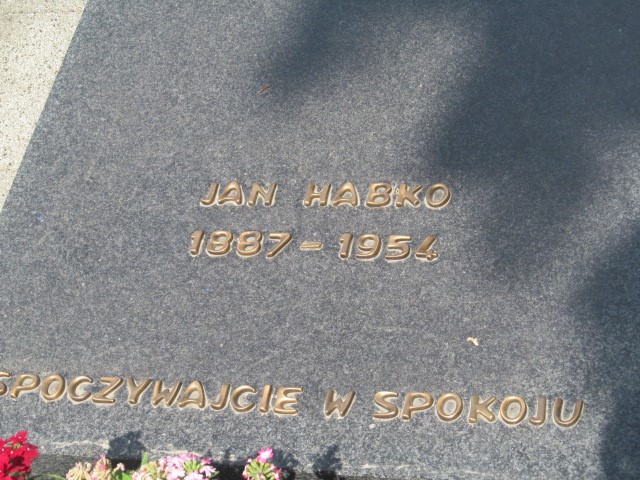 JAN HABKO
1887 - 1954
SPOCZYWAJCIE W SPOKOJU